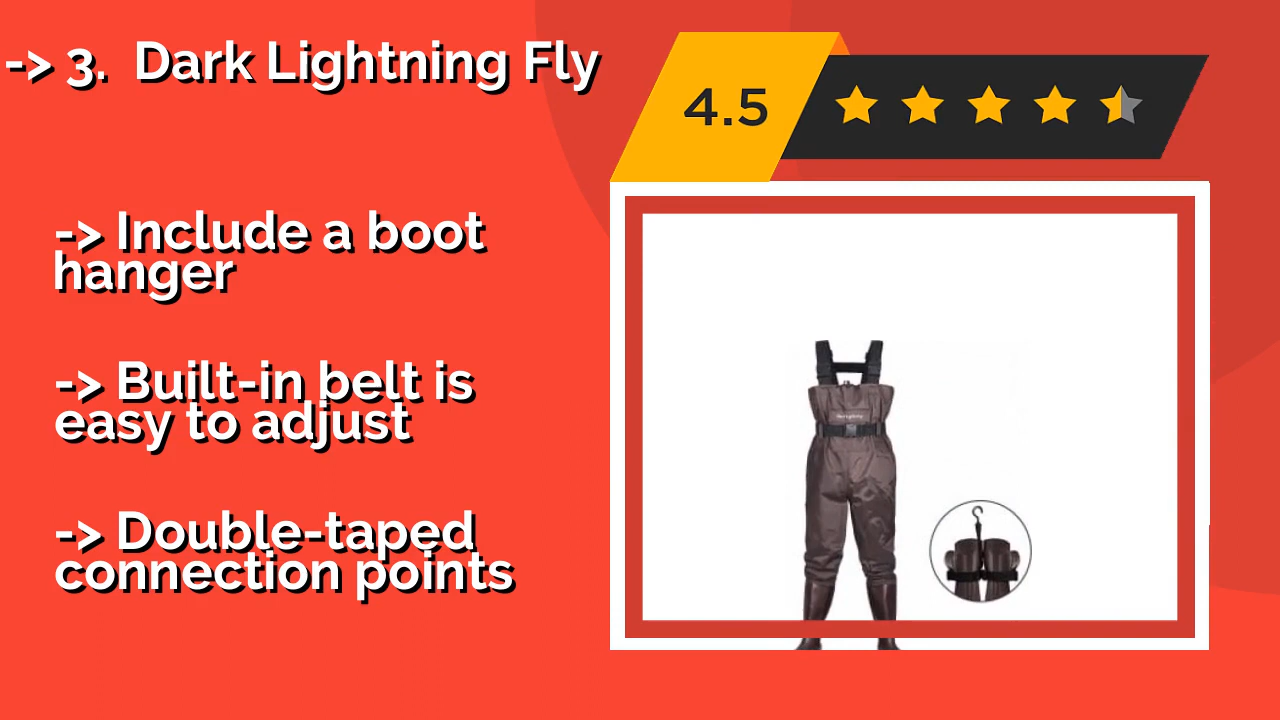 -> 3.  Dark Lightning Fly
4.5
-> Include a boot
hanger
-> Built-in belt is
easy to adjust
-> Double-taped
connection points